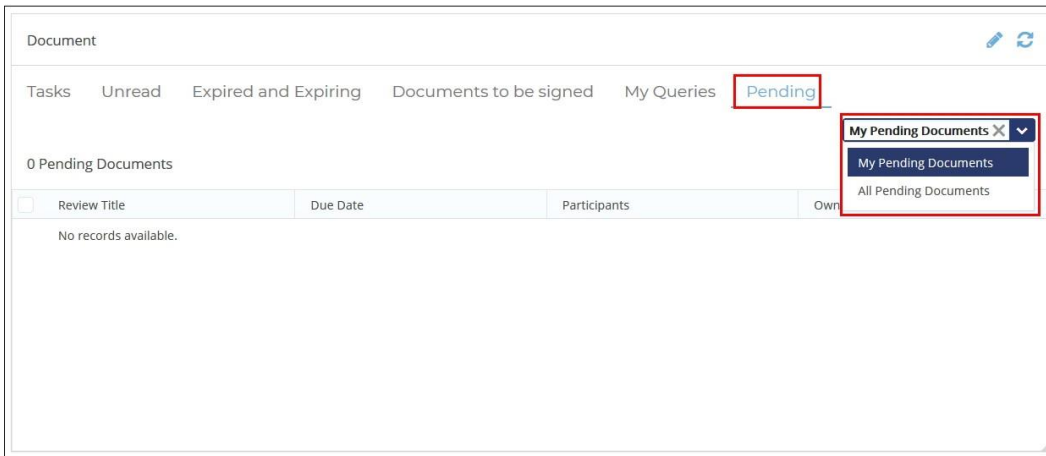 Document
Tasks Unread Expired and Expiring Documents to be signed My Queries Pending
My Pending Documents
0 Pending Documents
My Pending Documents
All Pending Documents
Review Title Due Date Participants Own
No records available.